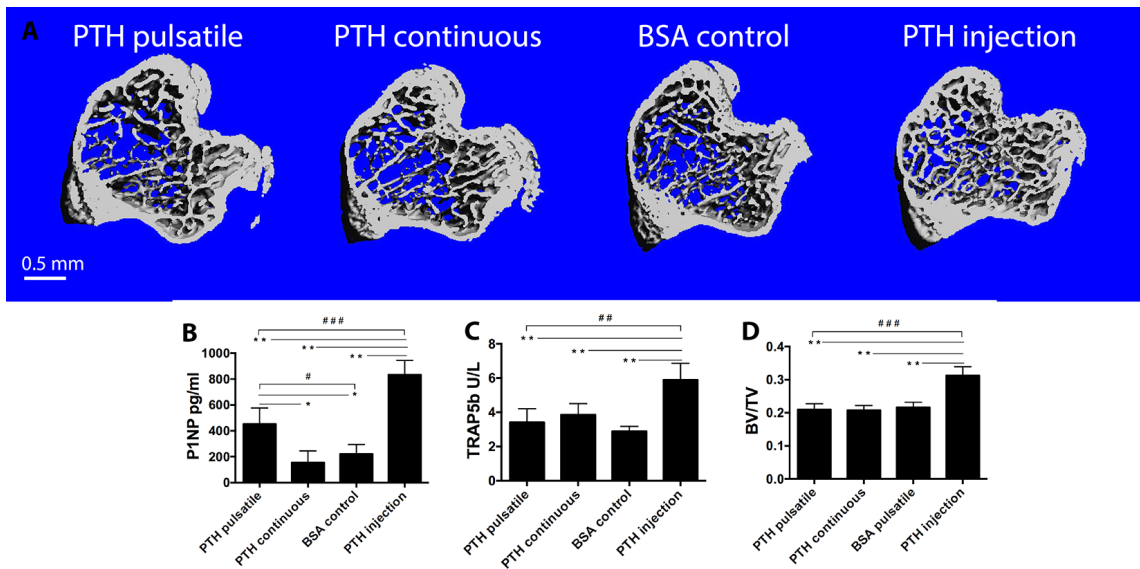 A
PTH pulsatile PTH continuous BSA control PTH injection
0.5 mm
B
# # #
* *
* *
* *
#
*
*
P1NP pg/ml
1000
800
600
400
200
0
PTH pulsatile
PTH continuous
BSA control
PTH injection
C
# #
* *
* *
* *
TRAP5b U/L
8
6
4
2
0
PTH pulsatile
PTH continuous
BSA control
PTH injection
D
# # #
* *
* *
* *
BV/TV
0.4
0.3
0.2
0.1
0.0
PTH pulsatile
PTH continuous
BSA pulsatile
PTH injection